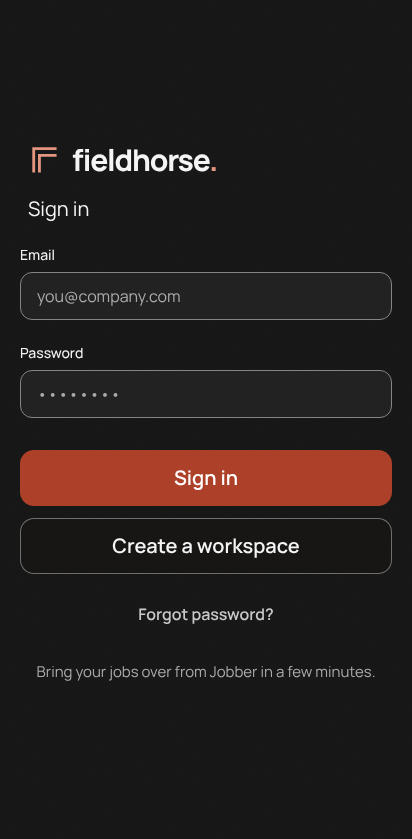 fieldhorse.
Sign in
Email
you@company.com
Password
••••••••
Sign in
Create a workspace
Forgot password?
Bring your jobs over from Jobber in a few minutes.